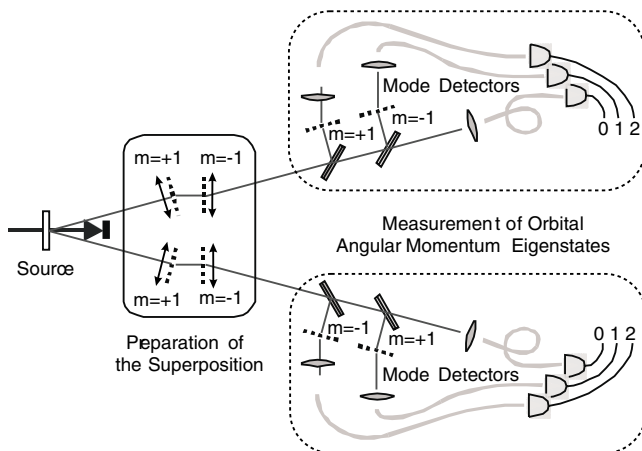 Mode Detectors
m=+1
m=-1
0 1 2
m=+1 m=-1
Source
m=+1 m=-1
Measurement of Orbital
Angular Momentum Eigenstates
Preparation of
the Superposition
m=-1
m=+1
Mode Detectors
0 1 2